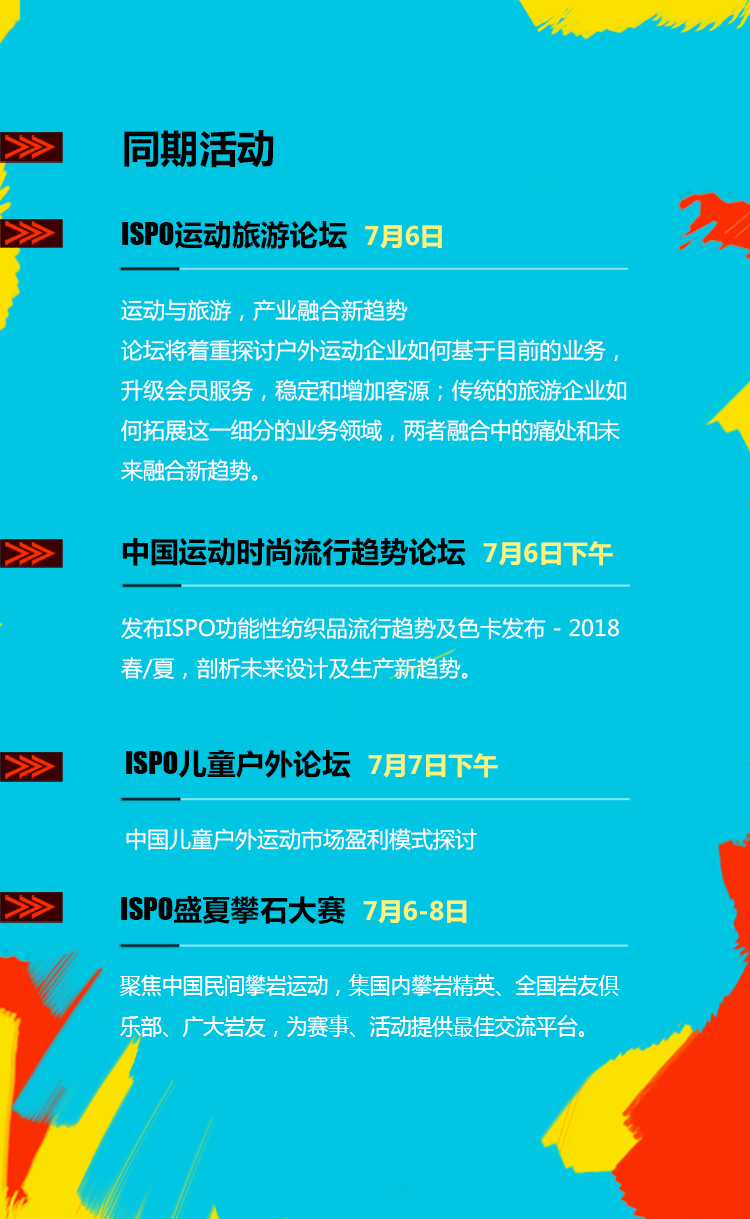 同期活动
ISPO运动旅游论坛 7月6日
运动与旅游，产业融合新趋势
论坛将着重探讨户外运动企业如何基于目前的业务，
升级会员服务，稳定和增加客源；传统的旅游企业如
何拓展这一细分的业务领域，两者融合中的痛处和未
来融合新趋势。
中国运动时尚流行趋势论坛 7月6日下午
发布ISPO功能性纺织品流行趋势及色卡发布－2018
春/夏，剖析未来设计及生产新趋势。
ISPO儿童户外论坛 7月7日下午
中国儿童户外运动市场盈利模式探讨
ISPO盛夏攀石大赛 7月6-8日
聚焦中国民间攀岩运动，集国内攀岩精英、全国岩友俱
乐部、广大岩友，为赛事、活动提供最佳交流平台。